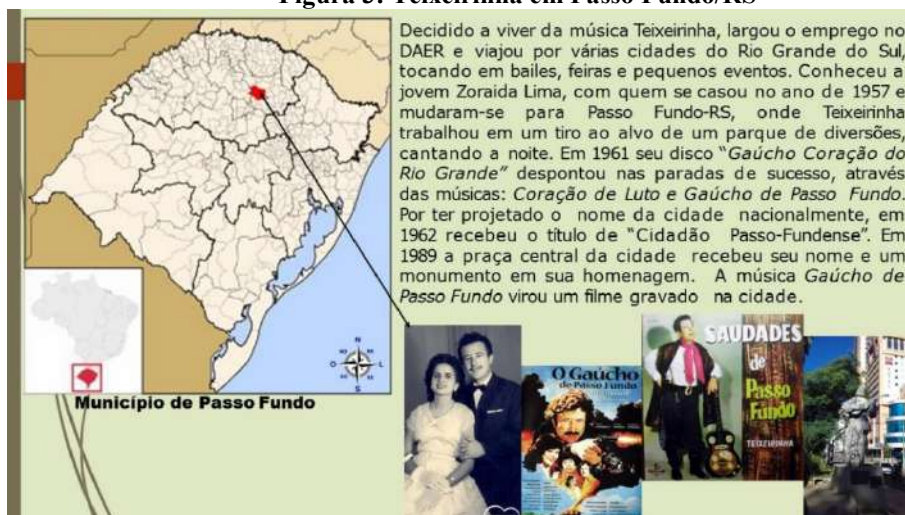 Figura 3: Teixeirinha em Passo Fundo/RS
Decidido a viver da música Teixeirinha, largou o emprego no
DAER e viajou por várias cidades do Rio Grande do Sul,
tocando em bailes, feiras e pequenos eventos. Conheceu a
jovem Zoraida Lima, com quem se casou no ano de 1957 e
mudaram-se para Passo Fundo-RS, onde Teixeirinha
trabalhou em um tiro ao alvo de um parque de diversões,
cantando a noite. Em 1961 seu disco "Gaúcho Coração do
Rio Grande" despontou nas paradas de sucesso, através
das músicas: Coração de Luto e Gaúcho de Passo Fundo.
Por ter projetado o nome da cidade nacionalmente, em
1962 recebeu o título de "Cidadão Passo-Fundense". Em
1989 a praça central da cidade recebeu seu nome e um
monumento em sua homenagem. A música Gaúcho de
Passo Fundo virou um filme gravado na cidade.
N
O
L
S
Município de Passo Fundo
O Gaúcho
de Passo Fundo
SAUDADES
de
Passo
Fundo
TEIXEIRINHA